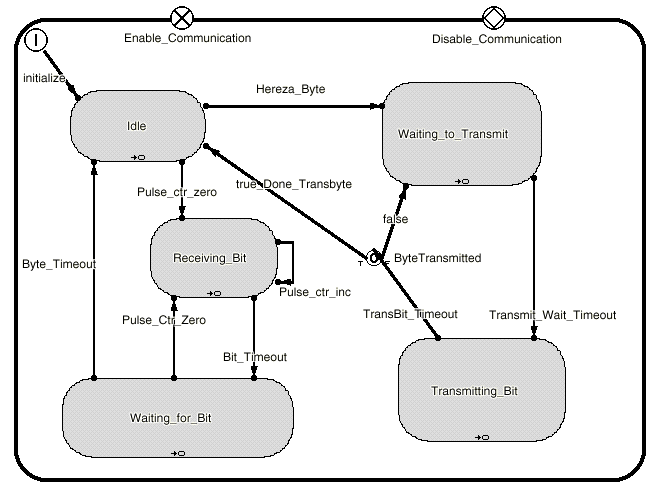 I
Enable_Communication
Disable_Communication
initialize
Hereza_Byte
Idle
Waiting_to_Transmit
true_Done_Transbyte
Pulse_ctr_zero
false
Receiving_Bit
T
F
ByteTransmitted
Byte_Timeout
Pulse_ctr_inc
Pulse_Ctr_Zero
TransBit_Timeout
Transmit_Wait_Timeout
Bit_Timeout
Transmitting_Bit
Waiting_for_Bit